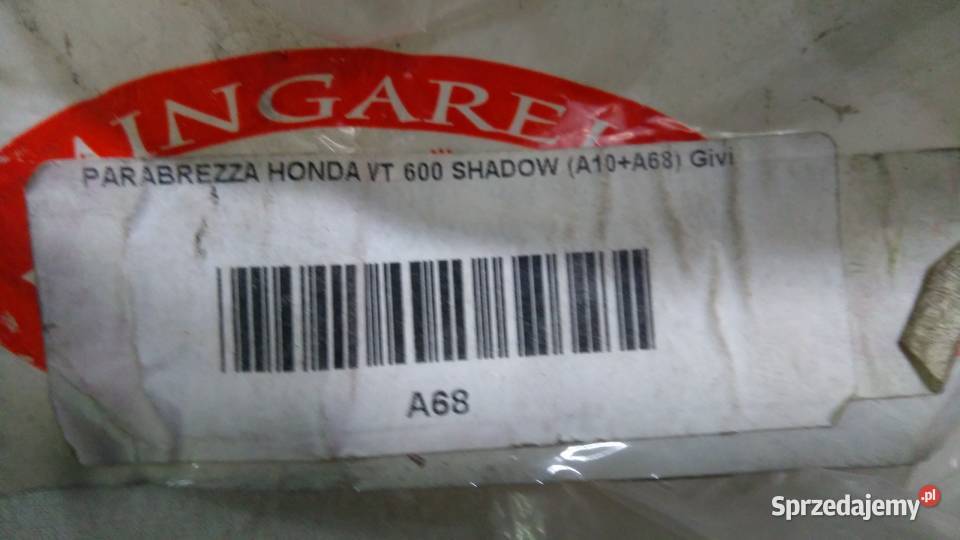 INGAREL
PARABREZZA HONDA VT 600 SHADOW (A10+A68) Givi
A68
Sprzedajemy.pl